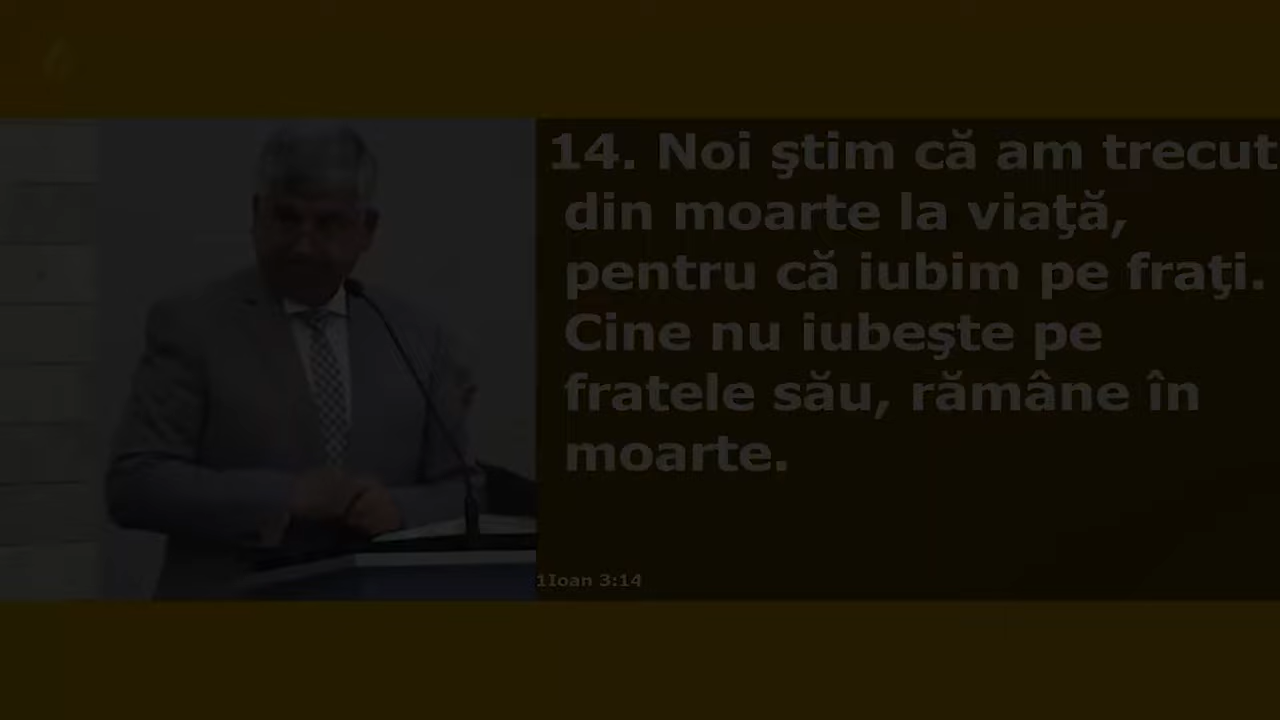 14. Noi ştim că am trecut
din moarte la viaţă,
pentru că iubim pe fraţi.
Cine nu iubeşte pe
fratele său, rămâne în
moarte.
1Ioan 3:14